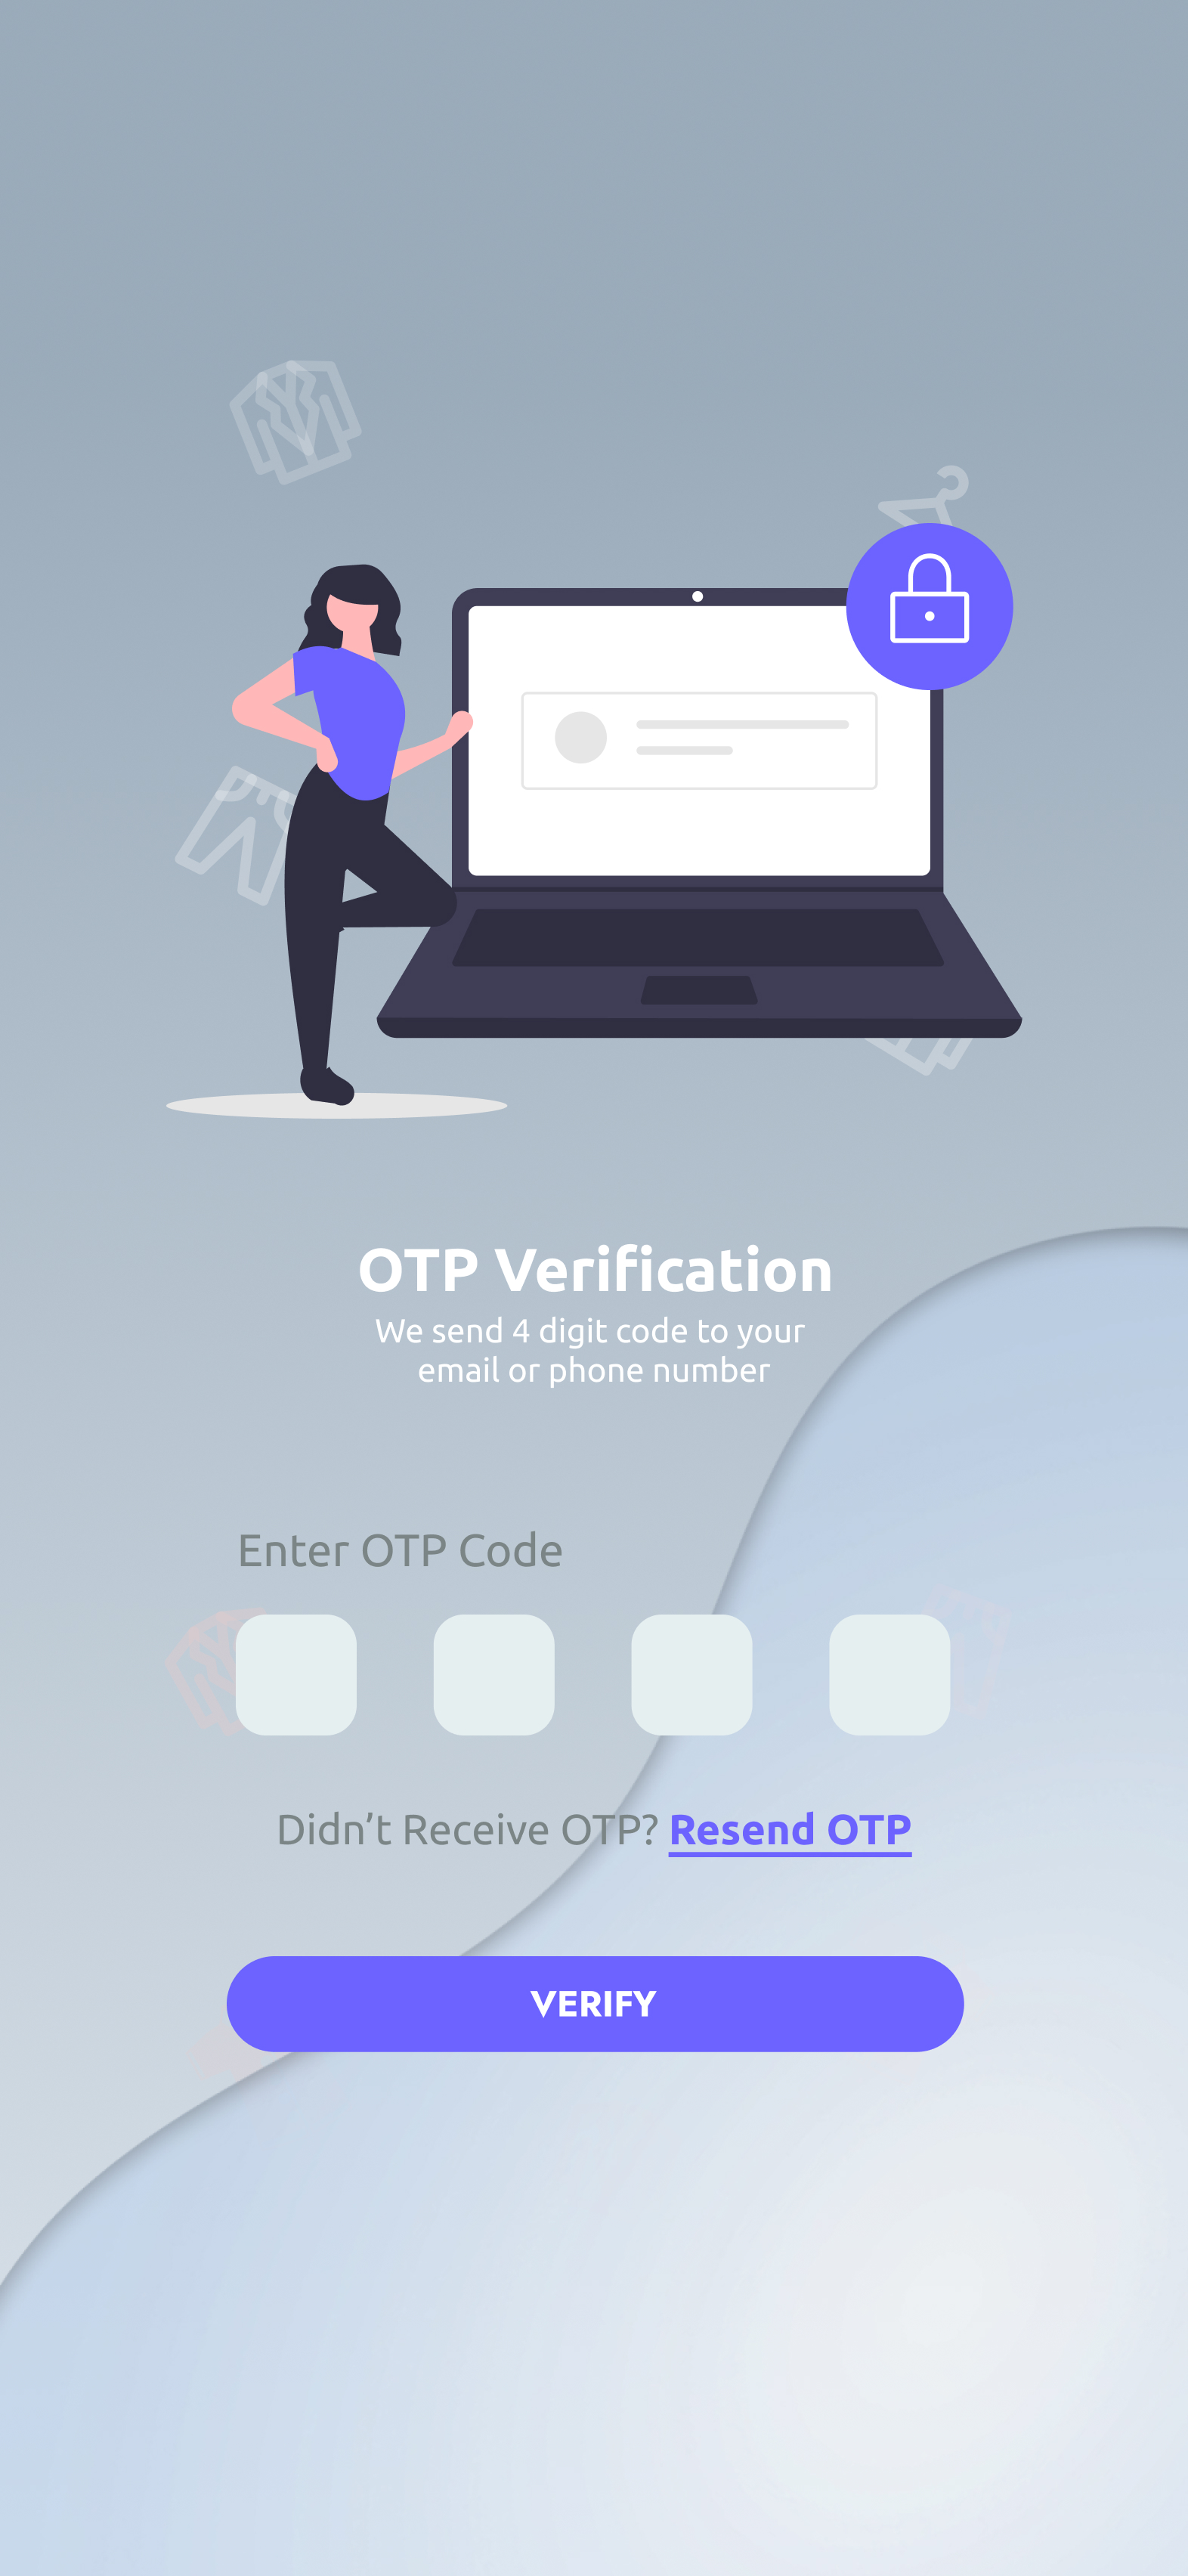 OTP Verification
We send 4 digit code to your
email or phone number
Enter OTP Code
Didn’t Receive OTP? Resend OTP
VERIFY